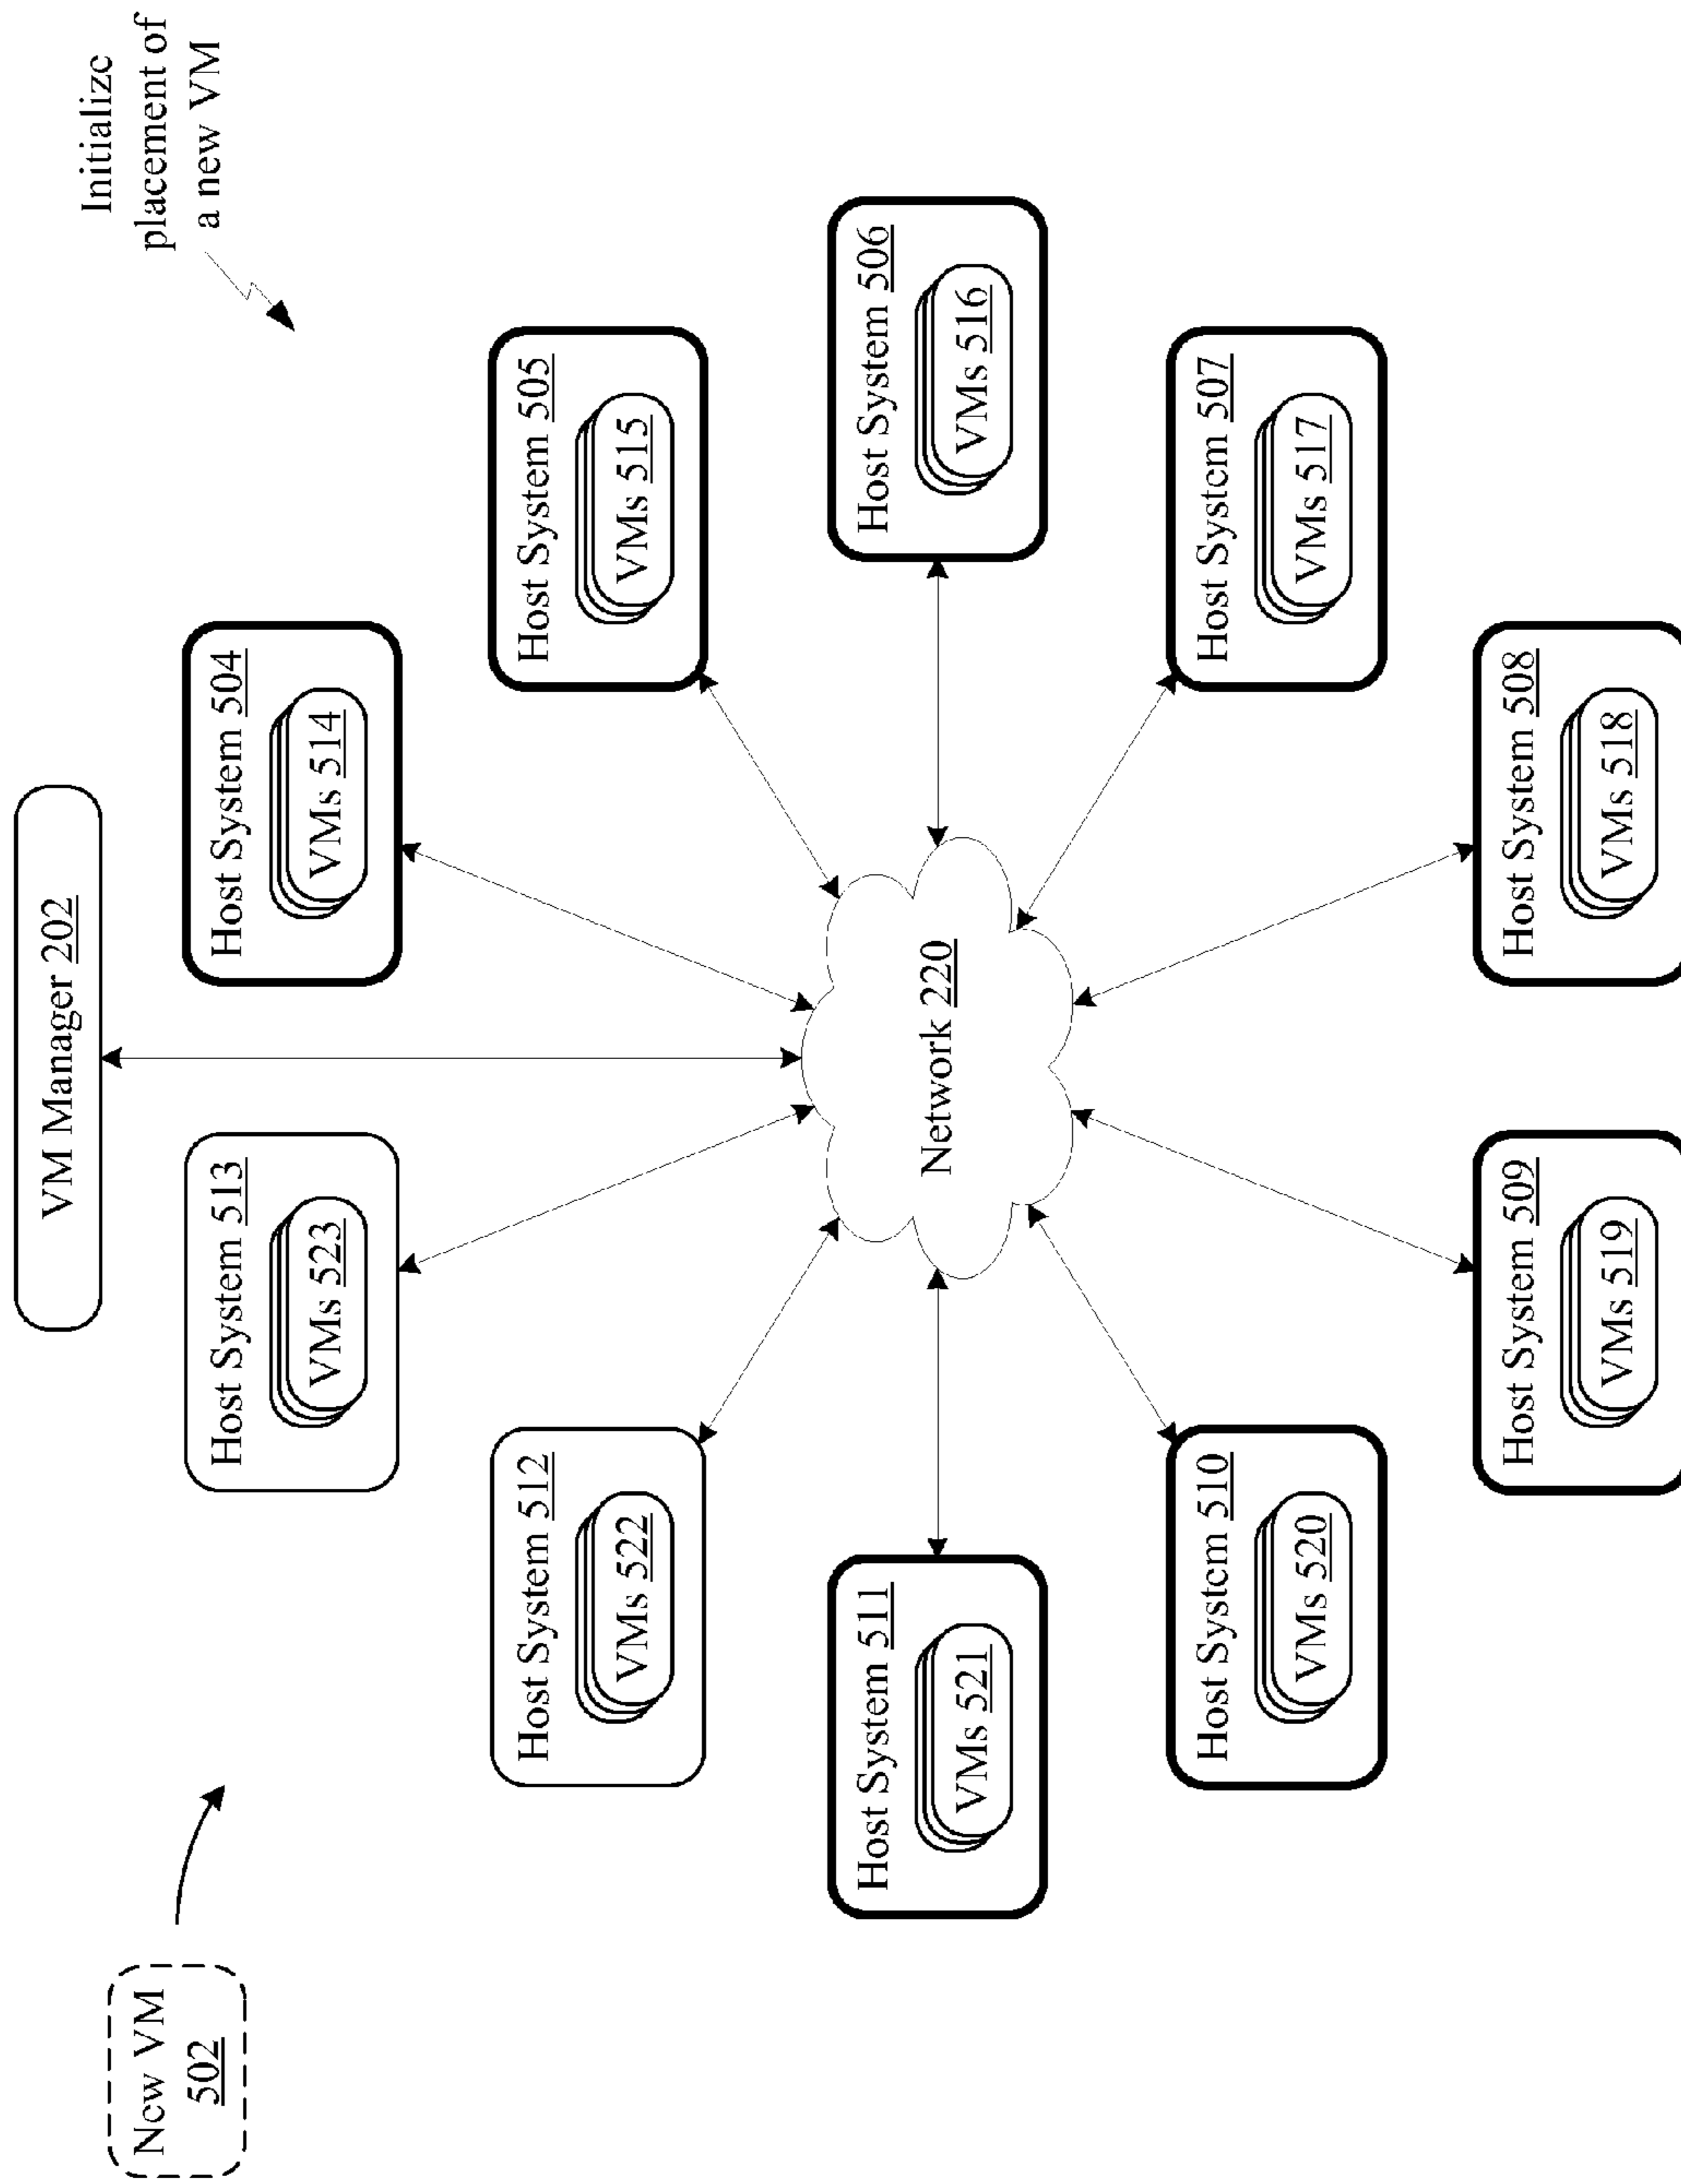 Initialize
placement of
a new VM
New VM
502
VM Manager 202
Host System 513
VMs 523
Host System 504
VMs 514
Host System 512
VMs 522
Host System 505
VMs 515
Host System 511
VMs 521
Network 220
Host System 506
VMs 516
Host System 510
VMs 520
Host System 507
VMs 517
Host System 509
VMs 519
Host System 508
VMs 518